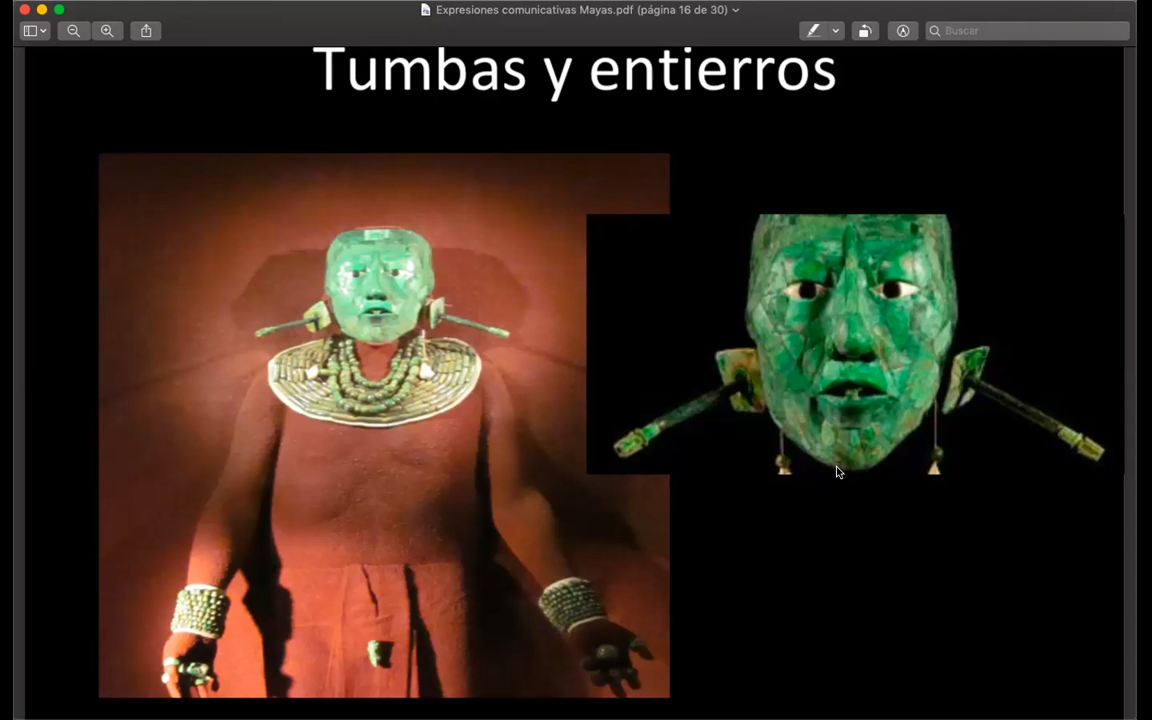 Expresiones comunicativas Mayas.pdf (página 16 de 30)
Buscar
Tumbas y entierros